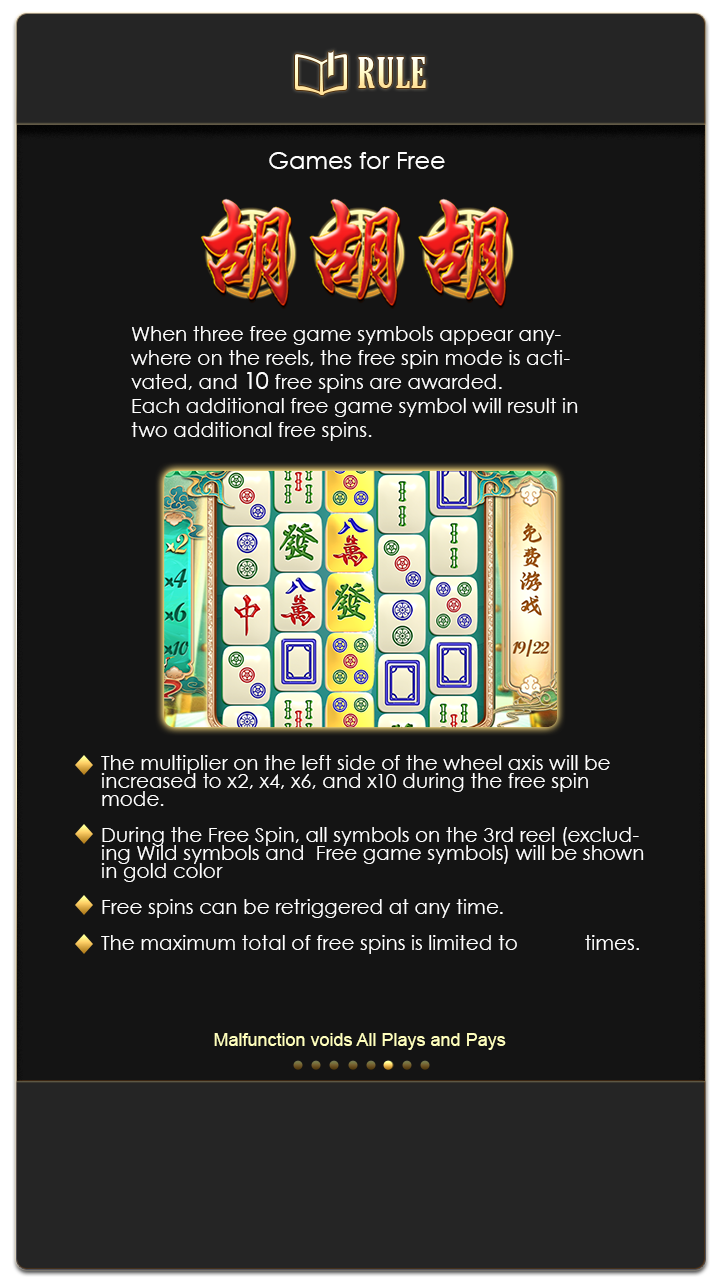 RULE
Games for Free
胡 胡 胡
When three free game symbols appear any-
where on the reels, the free spin mode is acti-
vated, and 10 free spins are awarded.
Each additional free game symbol will result in
two additional free spins.
x2
x4
x6
x10
發
八
萬
中
八
萬
發
免
费
游
戏
19/22
The multiplier on the left side of the wheel axis will be
increased to x2, x4, x6, and x10 during the free spin
mode.
During the Free Spin, all symbols on the 3rd reel (exclud-
ing Wild symbols and  Free game symbols) will be shown
in gold color
Free spins can be retriggered at any time.
The maximum total of free spins is limited to times.
Malfunction voids All Plays and Pays